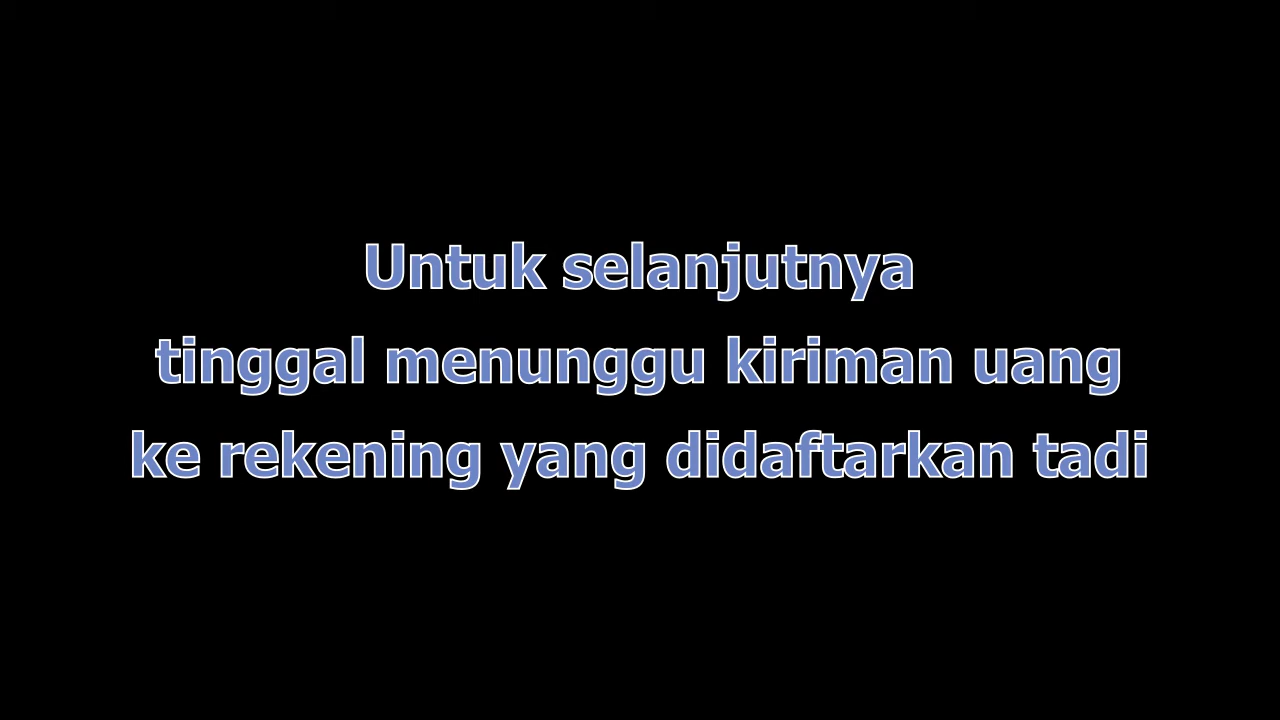 Untuk selanjutnya
tinggal menunggu kiriman uang
ke rekening yang didaftarkan tadi